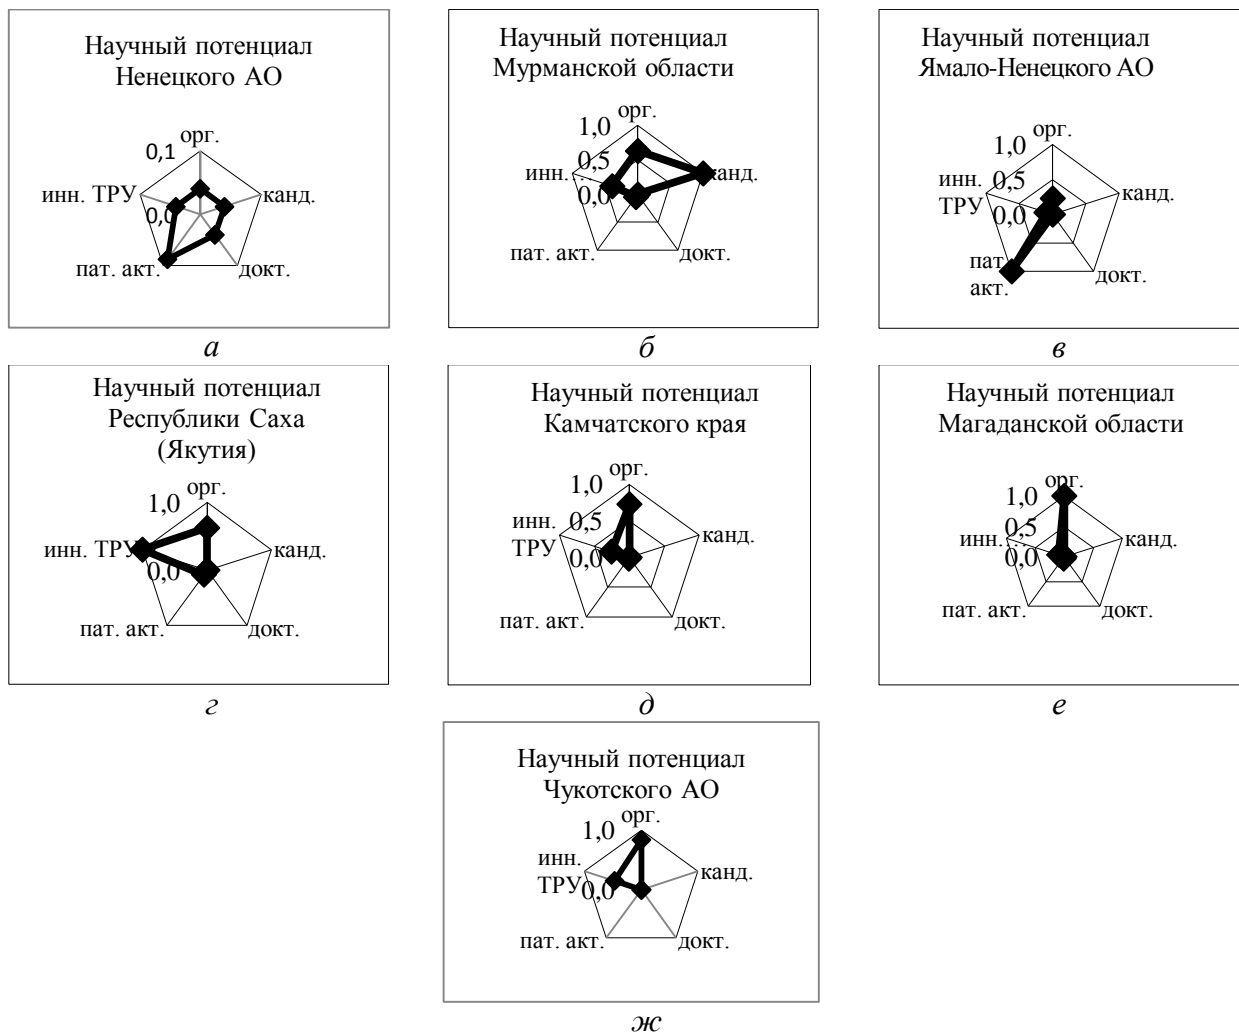 Научный потенциал
Ненецкого АО
орг.
0,1
инн. ТРУ
канд.
0,0
пат. акт.
докт.
а
Научный потенциал
Мурманской области
орг.
1,0
0,5
инн. …
канд.
0,0
пат. акт.
докт.
б
Научный потенциал
Ямало-Ненецкого АО
орг.
1,0
инн.
ТРУ
0,5
канд.
0,0
пат.
акт.
докт.
в
Научный потенциал
Республики Саха
(Якутия)
орг.
1,0
инн. ТРУ
канд.
0,0
пат. акт.
докт.
г
Научный потенциал
Камчатского края
орг.
1,0
инн.
ТРУ
0,5
канд.
0,0
пат. акт.
докт.
д
Научный потенциал
Магаданской области
орг.
1,0
0,5
инн. …
канд.
0,0
пат. акт.
докт.
е
Научный потенциал
Чукотского АО
орг.
1,0
инн.
ТРУ
канд.
0,0
пат. акт.
докт.
ж